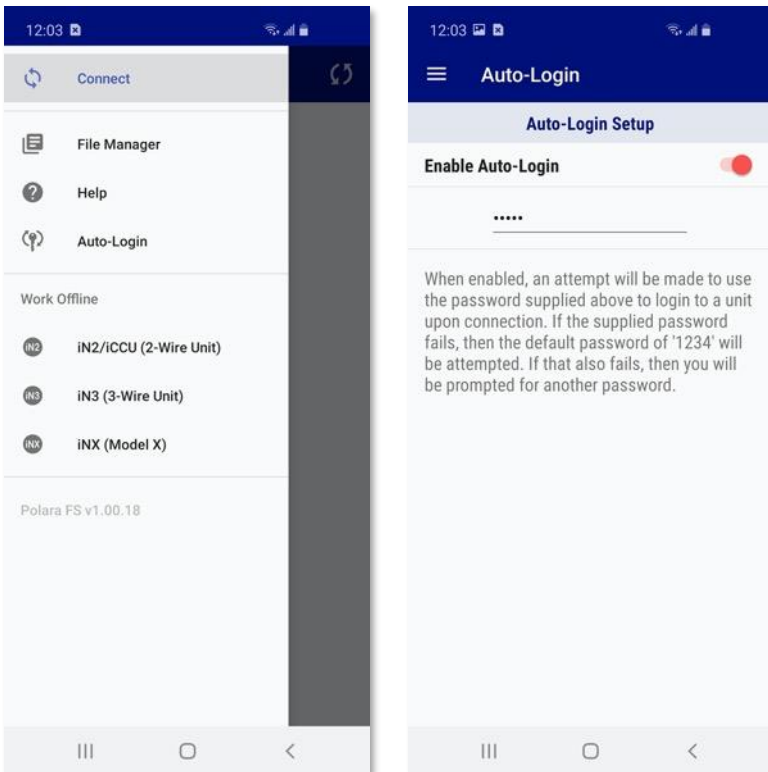 12:03
Connect
File Manager
Help
Auto-Login
Work Offline
iN2 iN2/iCCU (2-Wire Unit)
iN3 iN3 (3-Wire Unit)
iNX iNX (Model X)
Polara FS v1.00.18
12:03
Auto-Login
Auto-Login Setup
Enable Auto-Login
•••••
When enabled, an attempt will be made to use
the password supplied above to login to a unit
upon connection. If the supplied password
fails, then the default password of '1234' will
be attempted. If that also fails, then you will
be prompted for another password.